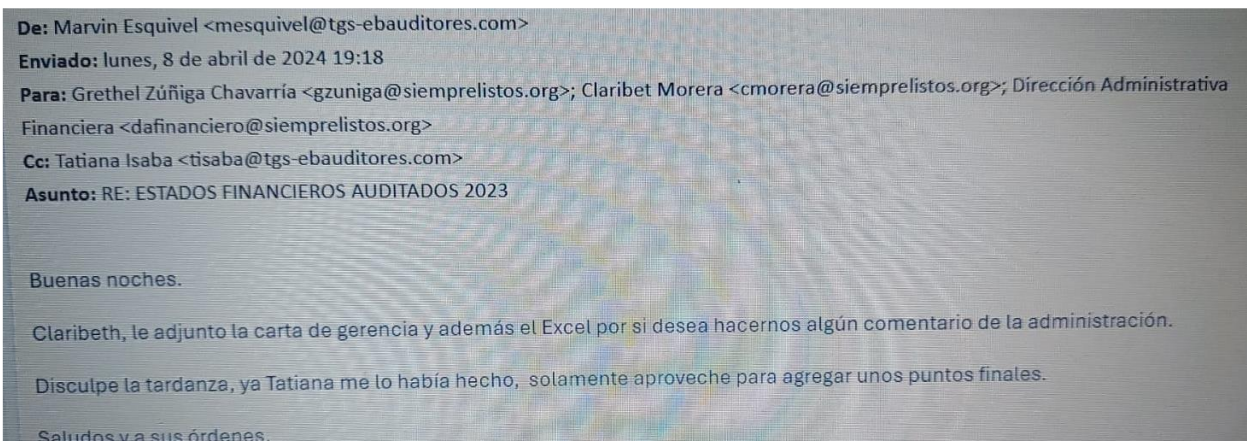 De: Marvin Esquivel <mesquivel@tgs-ebauditores.com>
Enviado: lunes, 8 de abril de 2024 19:18
Para: Grethel Zúñiga Chavarría <gzuniga@siemprelistos.org>; Claribet Morera <cmorera@siemprelistos.org>; Dirección Administrativa
Financiera <dafinanciero@siemprelistos.org>
Cc: Tatiana Isaba <tisaba@tgs-ebauditores.com>
Asunto: RE: ESTADOS FINANCIEROS AUDITADOS 2023
Buenas noches.
Claribeth, le adjunto la carta de gerencia y además el Excel por si desea hacernos algún comentario de la administración.
Disculpe la tardanza, ya Tatiana me lo había hecho, solamente aproveche para agregar unos puntos finales.
Saludos y a sus órdenes.